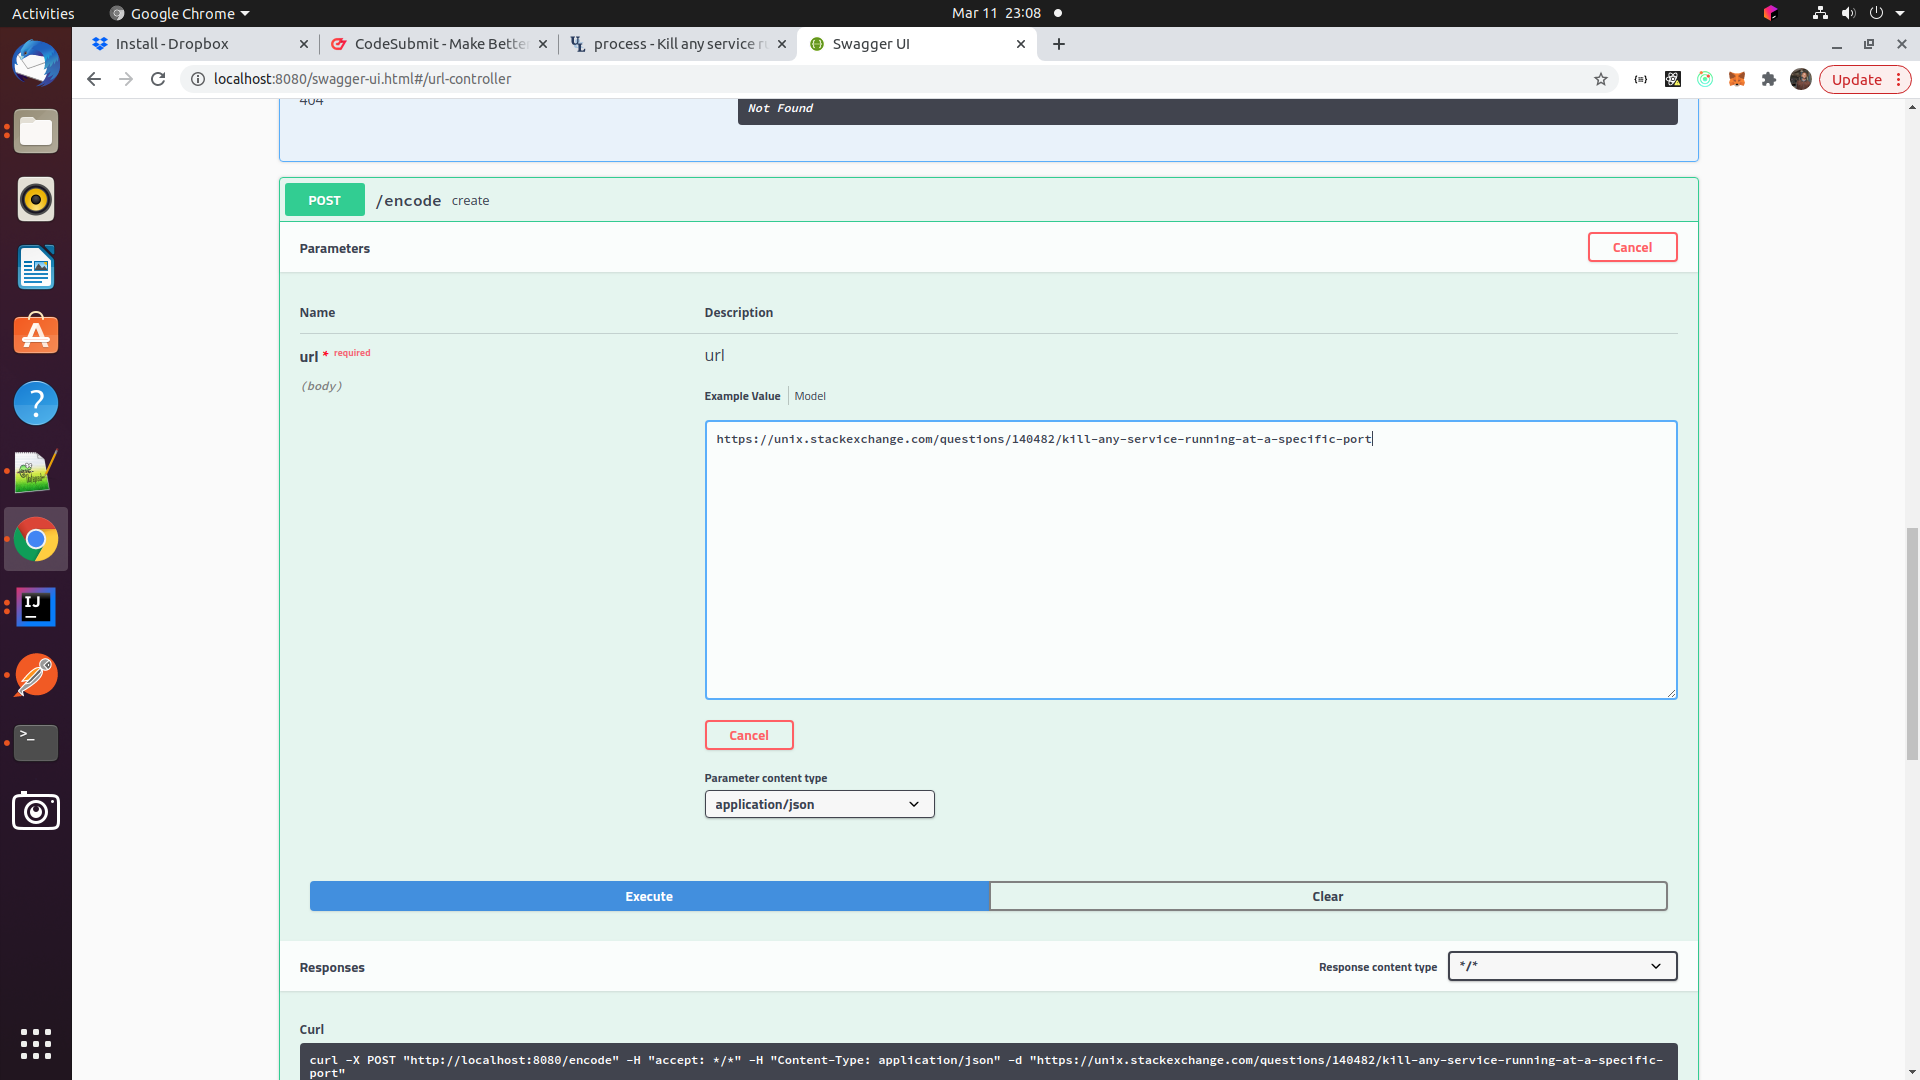 Activities
Google Chrome
Mar 11 23:08
Install - Dropbox
CodeSubmit - Make Bette
process - Kill any service r
Swagger UI
localhost:8080/swagger-ui.html#/url-controller
Update
404
Not Found
POST /encode create
Parameters
Cancel
Name
Description
url * required
(body)
url
Example Value
Model
https://unix.stackexchange.com/questions/140482/kill-any-service-running-at-a-specific-port
Cancel
Parameter content type
application/json
Execute
Clear
Responses
Response content type
*/*
Curl
curl -X POST "http://localhost:8080/encode" -H "accept: */*" -H "Content-Type: application/json" -d "https://unix.stackexchange.com/questions/140482/kill-any-service-running-at-a-specific-
port"